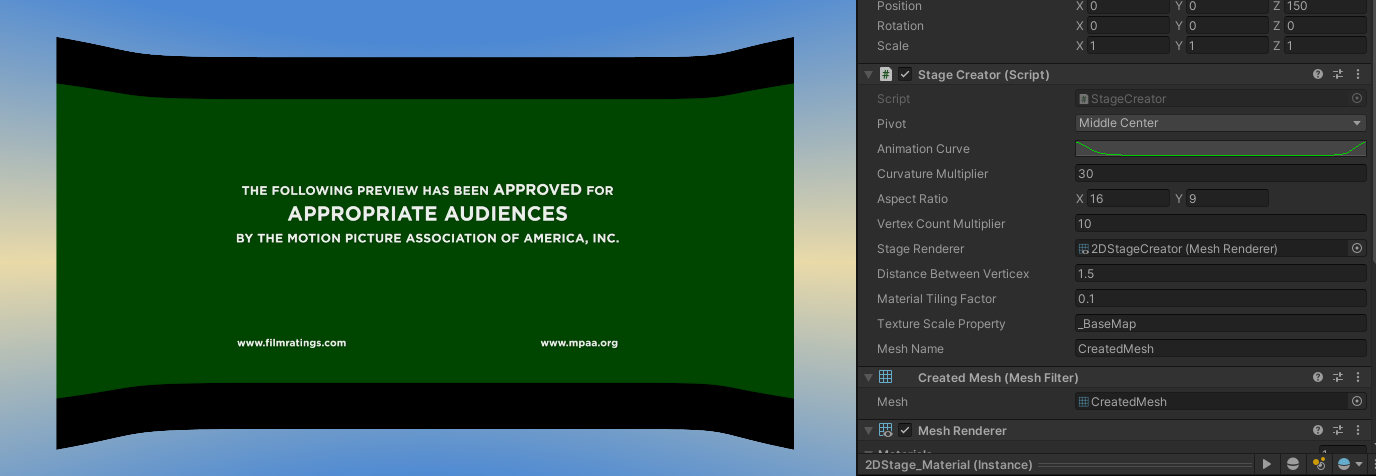 THE FOLLOWING PREVIEW HAS BEEN APPROVED FOR
APPROPRIATE AUDIENCES
BY THE MOTION PICTURE ASSOCIATION OF AMERICA, INC.
www.filmratings.com www.mpaa.org
Position X 0 Y 0 Z 150
Rotation X 0 Y 0 Z 0
Scale X 1 Y 1 Z 1
# Stage Creator (Script)
Script StageCreator
Pivot Middle Center
Animation Curve
Curvature Multiplier 30
Aspect Ratio X 16 Y 9
Vertex Count Multiplier 10
Stage Renderer 2DStageCreator (Mesh Renderer)
Distance Between Verticex 1.5
Material Tiling Factor 0.1
Texture Scale Property _BaseMap
Mesh Name CreatedMesh
Created Mesh (Mesh Filter)
Mesh CreatedMesh
Mesh Renderer
2DStage_Material (Instance)